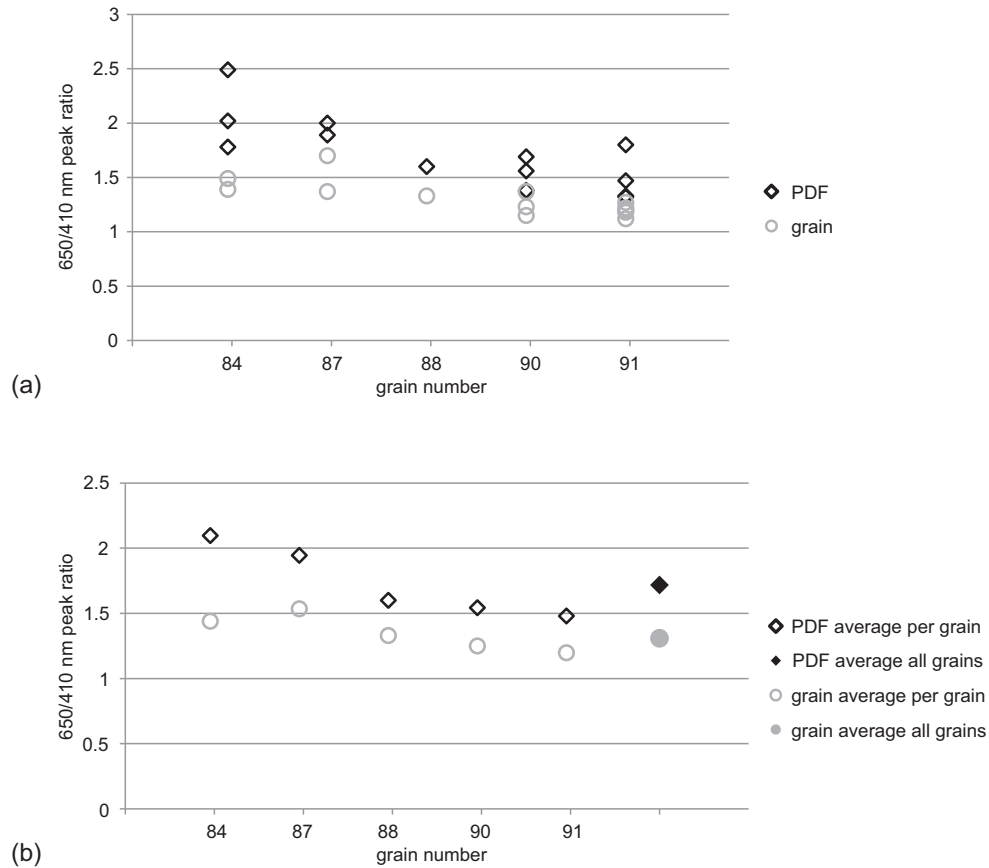 3
2.5
2
1.5
1
0.5
0
650/410 nm peak ratio
84 87 88 90 91
grain number
PDF
grain
(a)
2.5
2
1.5
1
0.5
0
650/410 nm peak ratio
84 87 88 90 91
grain number
PDF average per grain
PDF average all grains
grain average per grain
grain average all grains
(b)